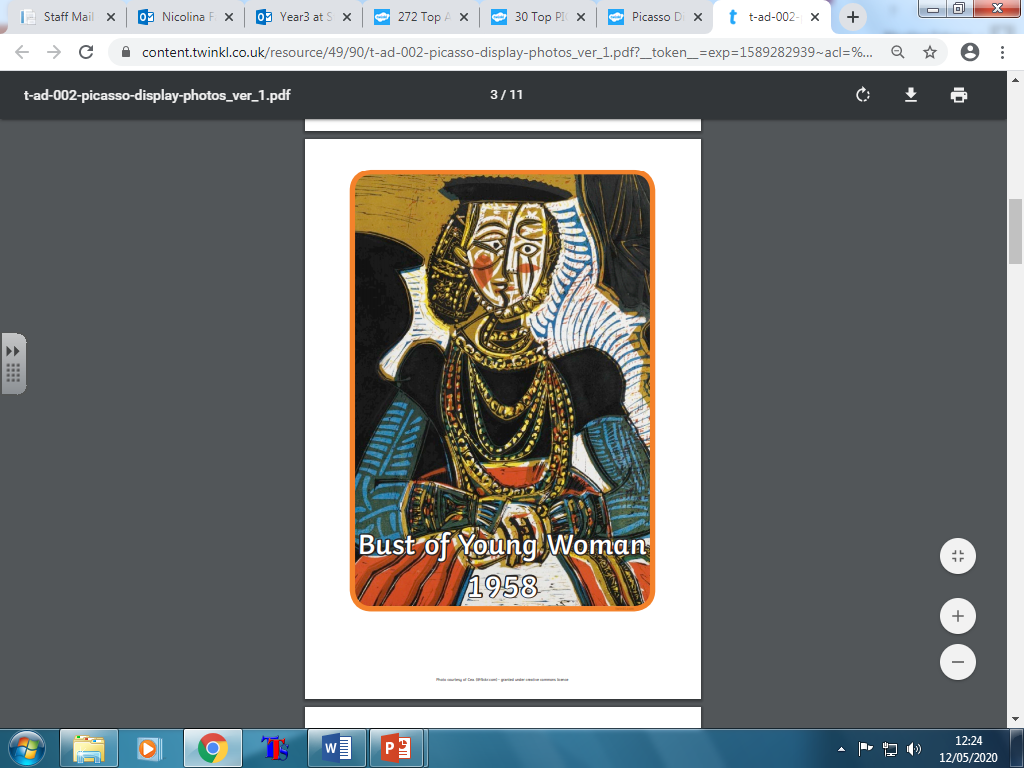 Staff Mail
Nicolina F
Year3 at S
272 Top A
30 Top PI
Picasso D
t-ad-002-
content.twinkl.co.uk/resource/49/90/t-ad-002-picasso-display-photos_ver_1.pdf?__token__=exp=1589282939~acl=%...
t-ad-002-picasso-display-photos_ver_1.pdf
3 / 11
Bust of Young Woman
1958
12:24
12/05/2020